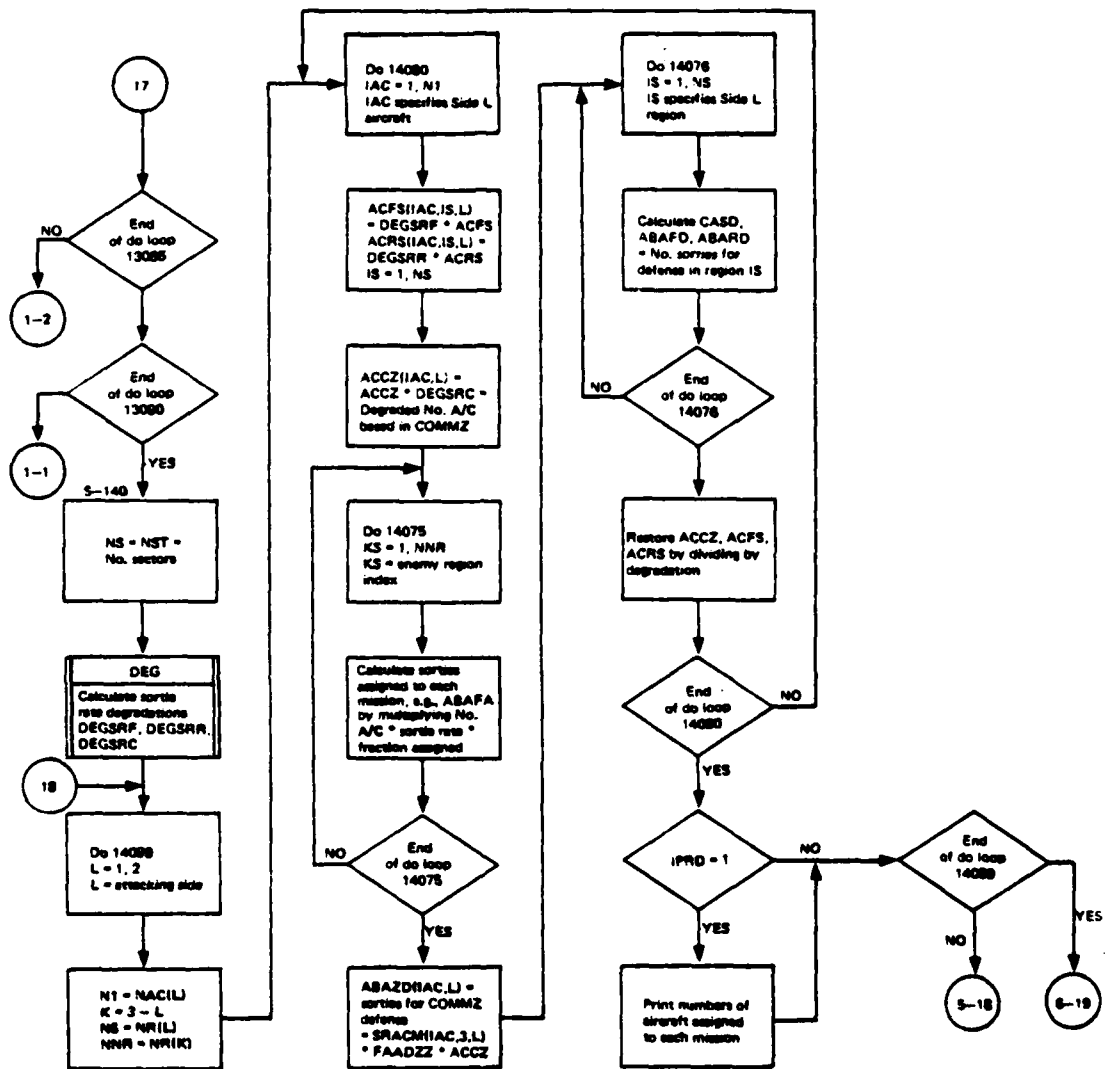 17
End
of do loop
13085
NO
1-2
End
of do loop
13090
1-1
YES
S-140
NS = NST =
No. sectors
DEG
Calculate sortie
rate degradations
DEGSRF, DEGSRR,
DEGSRC
18
Do 14099
L = 1, 2
L = attacking side
N1 = NAC(L)
K = 3 - L
NS = NR(L)
NNR = NR(K)
Do 14080
IAC = 1, N1
IAC specifies Side L
aircraft
ACFS(IAC,IS,L)
= DEGSRF * ACFS
ACRS(IAC,IS,L) =
DEGSRR * ACRS
IS = 1, NS
ACCZ(IAC,L) =
ACCZ * DEGSRC =
Degraded No. A/C
based in COMMZ
Do 14075
KS = 1, NNR
KS = enemy region
index
Calculate sorties
assigned to each
mission, e.g., ABAFA
by multiplying No.
A/C * sortie rate *
fraction assigned
NO
End
of do loop
14075
YES
ABAZD(IAC,L) =
sorties for COMMZ
defense
= SRACM(IAC,3,L)
* FAADZZ * ACCZ
Do 14076
IS = 1, NS
IS specifies Side L
region
Calculate CASD,
ABAFD, ABARD
= No. sorties for
defense in region IS
NO
End
of do loop
14076
Restore ACCZ, ACFS,
ACRS by dividing by
degradation
End
of do loop
14080
NO
YES
IPRD = 1
NO
YES
Print numbers of
aircraft assigned
to each mission
End
of do loop
14099
NO
YES
5-18
6-19